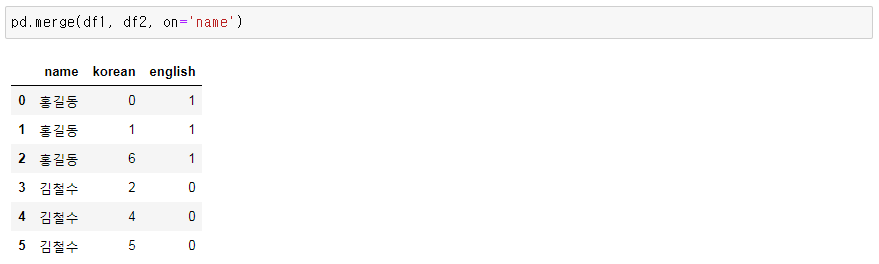 pd.merge(df1, df2, on='name')
name korean english
0 홍길동 0 1
1 홍길동 1 1
2 홍길동 6 1
3 김철수 2 0
4 김철수 4 0
5 김철수 5 0